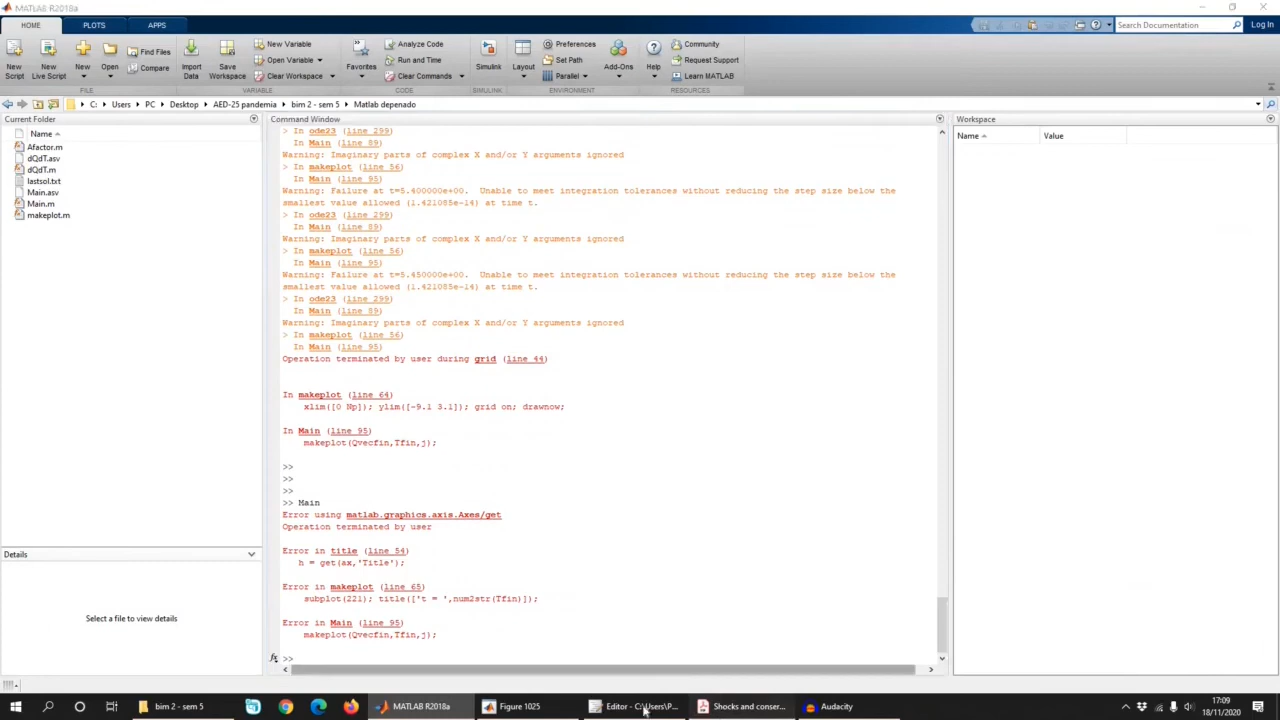 MATLAB R2018a
HOME
PLOTS
APPS
Search Documentation
Log In
New Script
New Live Script
New
Open
Find Files
Compare
Import Data
Save Workspace
New Variable
Open Variable
Clear Workspace
Favorites
Analyze Code
Run and Time
Clear Commands
Simulink
Layout
Preferences
Set Path
Parallel
Add-Ons
Help
Community
Request Support
Learn MATLAB
FILE
VARIABLE
CODE
SIMULINK
ENVIRONMENT
RESOURCES
C: Users PC Desktop AED-25 pandemia bim 2 - sem 5 Matlab depenado
Current Folder
Name
Afactor.m
dQdT.asv
dQdT.m
lastsol.txt
Main.asv
Main.m
makeplot.m
Details
Select a file to view details
Command Window
> In ode23 (line 299)
In Main (line 89)
Warning: Imaginary parts of complex X and/or Y arguments ignored
> In makeplot (line 56)
In Main (line 95)
Warning: Failure at t=5.400000e+00. Unable to meet integration tolerances without reducing the step size below the
smallest value allowed (1.421085e-14) at time t.
> In ode23 (line 299)
In Main (line 89)
Warning: Imaginary parts of complex X and/or Y arguments ignored
> In makeplot (line 56)
In Main (line 95)
Warning: Failure at t=5.450000e+00. Unable to meet integration tolerances without reducing the step size below the
smallest value allowed (1.421085e-14) at time t.
> In ode23 (line 299)
In Main (line 89)
Warning: Imaginary parts of complex X and/or Y arguments ignored
> In makeplot (line 56)
In Main (line 95)
Operation terminated by user during grid (line 44)
In makeplot (line 64)
xlim([0 Np]); ylim([-9.1 3.1]); grid on; drawnow;
In Main (line 95)
makeplot(Qvecfin,Tfin,j);
>>
>>
>>
>> Main
Error using matlab.graphics.axis.Axes/get
Operation terminated by user
Error in title (line 54)
h = get(ax,'Title');
Error in makeplot (line 65)
subplot(221); title(['t = ',num2str(Tfin)]);
Error in Main (line 95)
makeplot(Qvecfin,Tfin,j);
fx >>
Workspace
Name Value
bim 2 - sem 5
MATLAB R2018a
Figure 1025
Editor - C:\Users\P...
Shocks and conser...
Audacity
17:09
18/11/2020